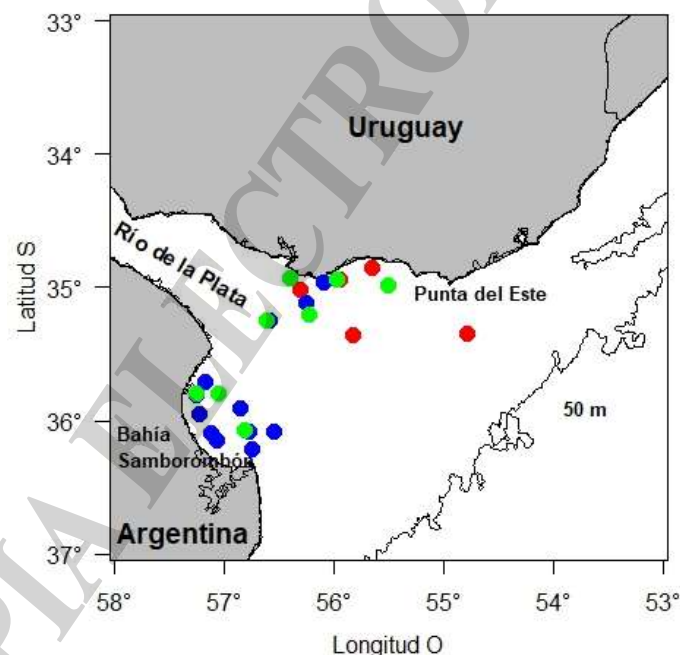 33°
34°
35°
36°
37°
Latitud S
Uruguay
Río de la Plata
Punta del Este
50 m
Bahía
Samborombón
Argentina
58°
57°
56°
55°
54°
53°
Longitud O